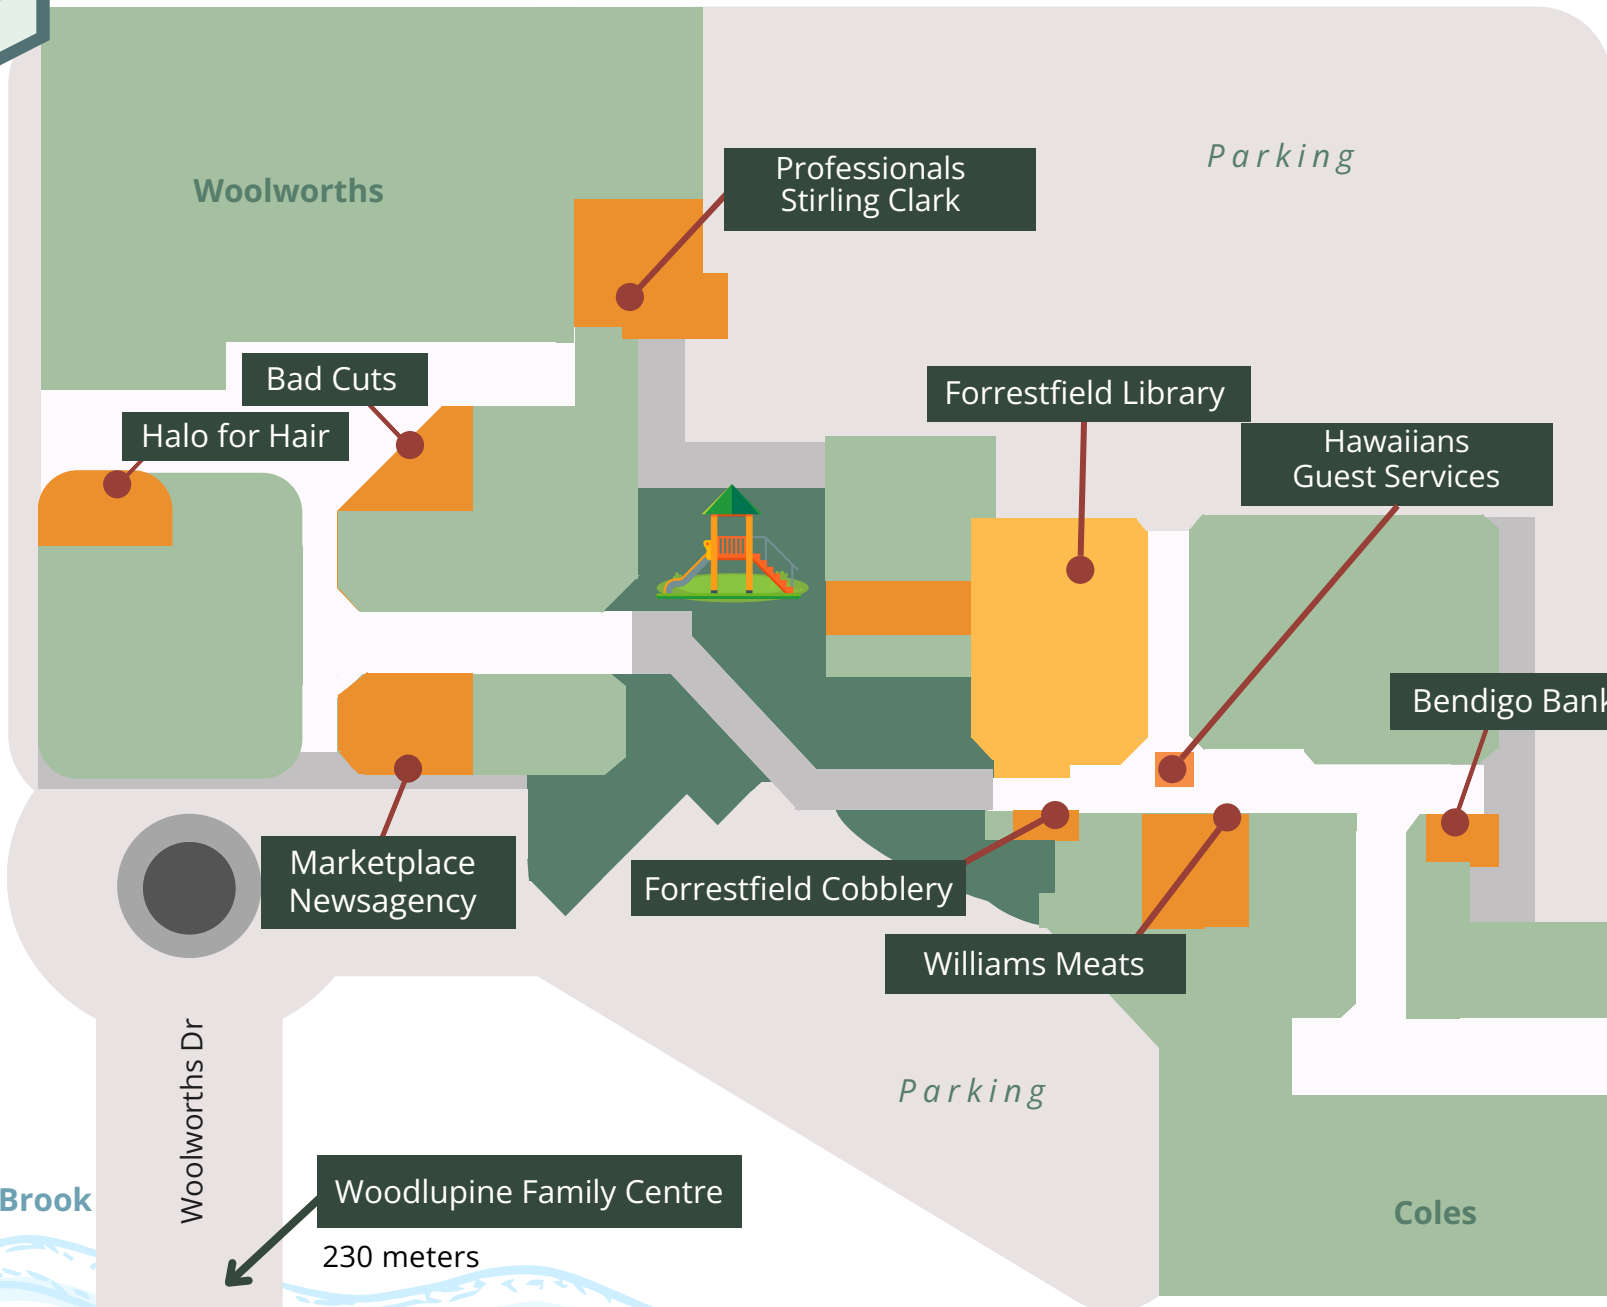 Parking
Professionals
Stirling Clark
Woolworths
Bad Cuts
Forrestfield Library
Halo for Hair
Hawaiians
Guest Services
Bendigo Bank
Marketplace
Newsagency
Forrestfield Cobblery
Williams Meats
Woolworths Dr
Parking
Woodlupine Family Centre
Brook
Coles
230 meters